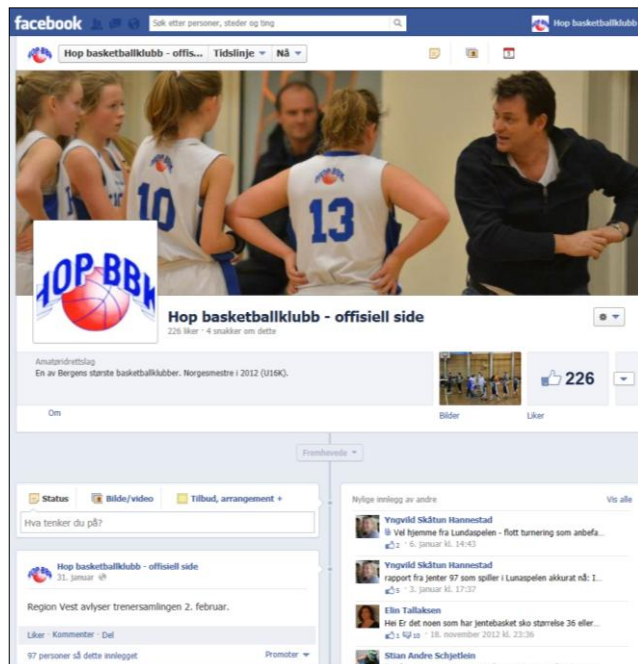 facebook
Søk etter personer, steder og ting
Hop basketballklubb
Hop basketballklubb - offis...
Tidslinje
Nå
10
13
HOP BBK
Hop basketballklubb - offisiell side
226 liker · 4 snakker om dette
Amatøridrettslag
En av Bergens største basketballklubber. Norgesmestre i 2012 (U16K).
226
Om
Bilder
Liker
Fremhevede
Status
Bilde/video
Tilbud, arrangement +
Hva tenker du på?
Hop basketballklubb - offisiell side
31. januar
Region Vest avlyser trenersamlingen 2. februar.
Liker · Kommenter · Del
97 personer så dette innlegget
Promoter
Nylige innlegg av andre
Vis alle
Yngvild Skåtun Hannestad
Vel hjemme fra Lundaspelen - flott turnering som anbefa...
2 · 6. januar kl. 14:43
Yngvild Skåtun Hannestad
rapport fra jenter 97 som spiller i Lunaspelen akkurat nå: I...
5 · 3. januar kl. 17:37
Elin Tallaksen
Hei Er det noen som har jentebasket sko størrelse 36 eller...
1 10 · 18. november 2012 kl. 23:36
Stian Andre Schjetlein